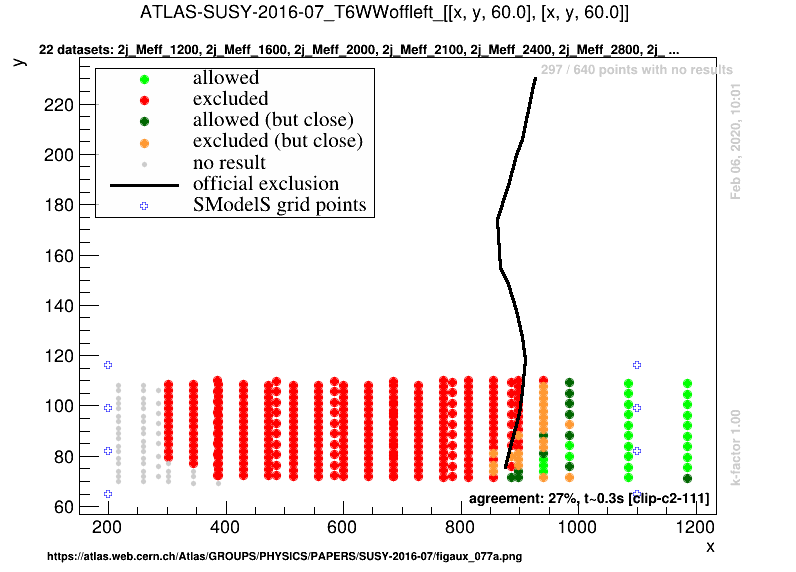 ATLAS-SUSY-2016-07_T6WWoffleft_[[x, y, 60.0], [x, y, 60.0]]
22 datasets: 2j_Meff_1200, 2j_Meff_1600, 2j_Meff_2000, 2j_Meff_2100, 2j_Meff_2400, 2j_Meff_2800, 2j_ ...
y
297 / 640 points with no results
allowed
excluded
allowed (but close)
excluded (but close)
no result
official exclusion
SModelS grid points
Feb 06, 2020, 10:01
220
200
180
160
140
120
100
80
60
k-factor 1.00
agreement: 27%, t~0.3s [clip-c2-111]
200 400 600 800 1000 1200
x
https://atlas.web.cern.ch/Atlas/GROUPS/PHYSICS/PAPERS/SUSY-2016-07/figaux_077a.png